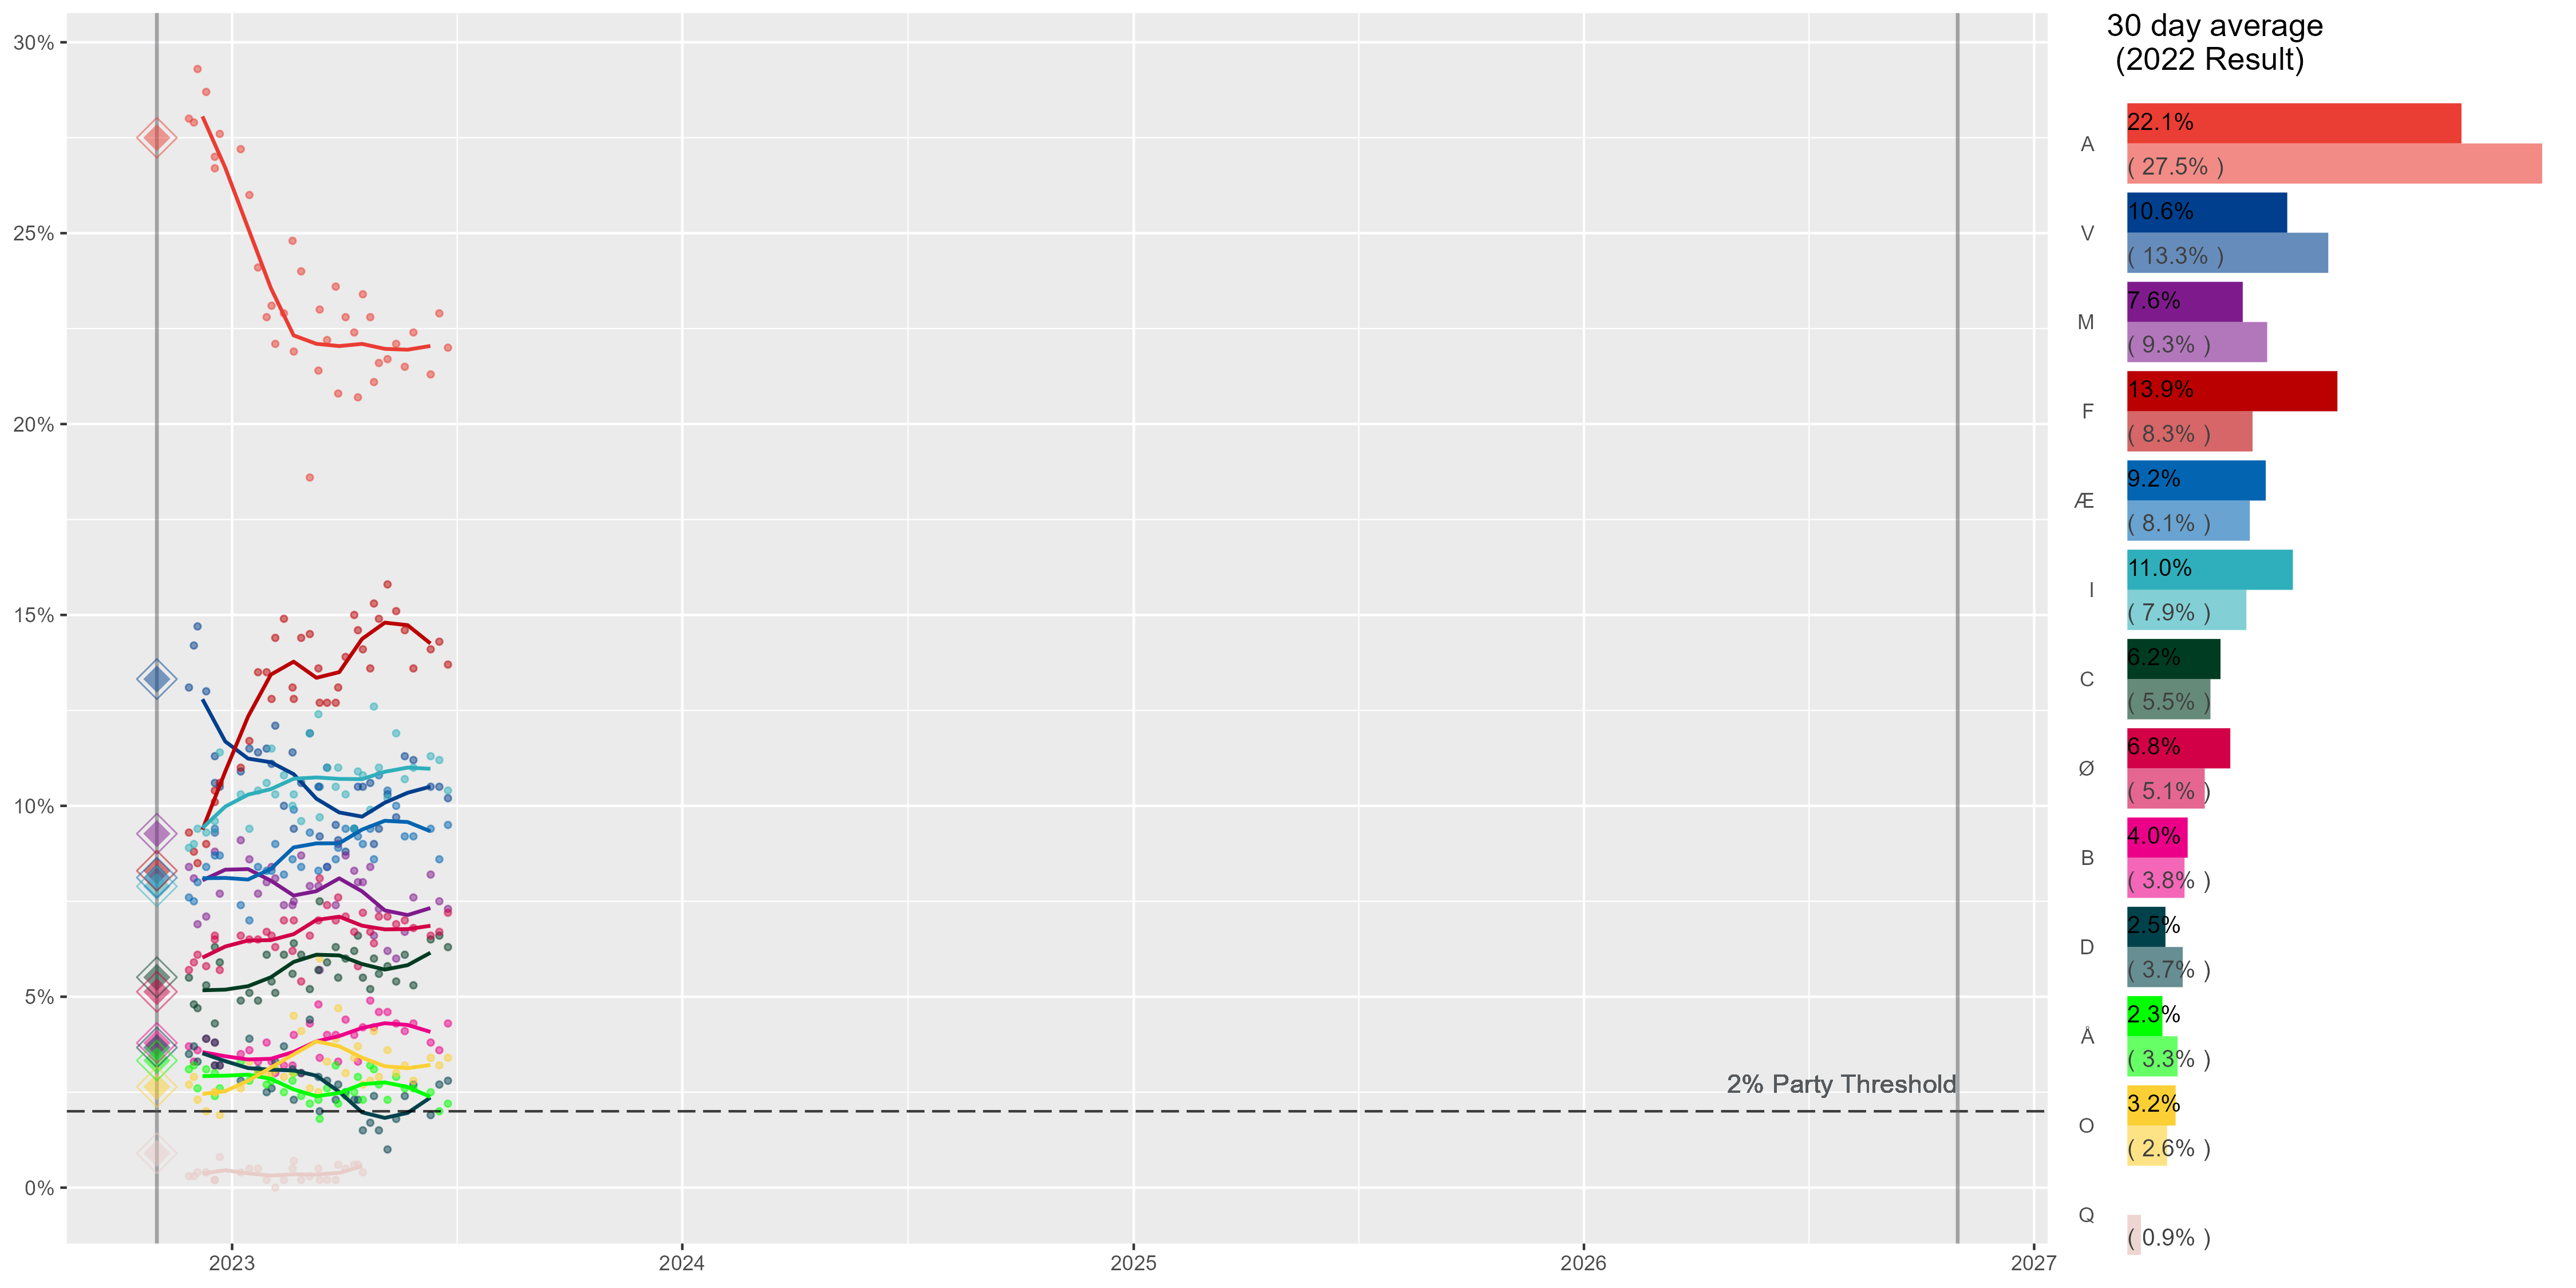 30%
25%
20%
15%
10%
5%
0%
2% Party Threshold
2023
2024
2025
2026
2027
30 day average
(2022 Result)
A
22.1%
( 27.5% )
V
10.6%
( 13.3% )
M
7.6%
( 9.3% )
F
13.9%
( 8.3% )
Æ
9.2%
( 8.1% )
I
11.0%
( 7.9% )
C
6.2%
( 5.5% )
Ø
6.8%
( 5.1% )
B
4.0%
( 3.8% )
D
2.5%
( 3.7% )
Å
2.3%
( 3.3% )
O
3.2%
( 2.6% )
Q
( 0.9% )